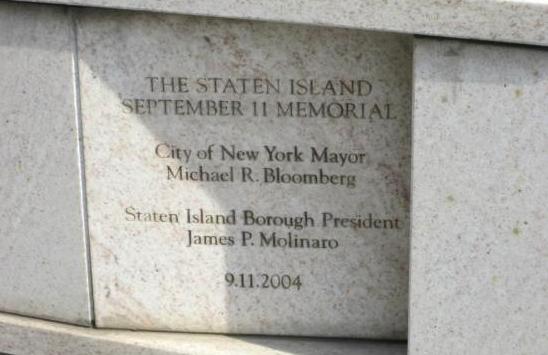 THE STATEN ISLAND
SEPTEMBER 11 MEMORIAL
City of New York Mayor
Michael R. Bloomberg
Staten Island Borough President
James P. Molinaro
9.11.2004